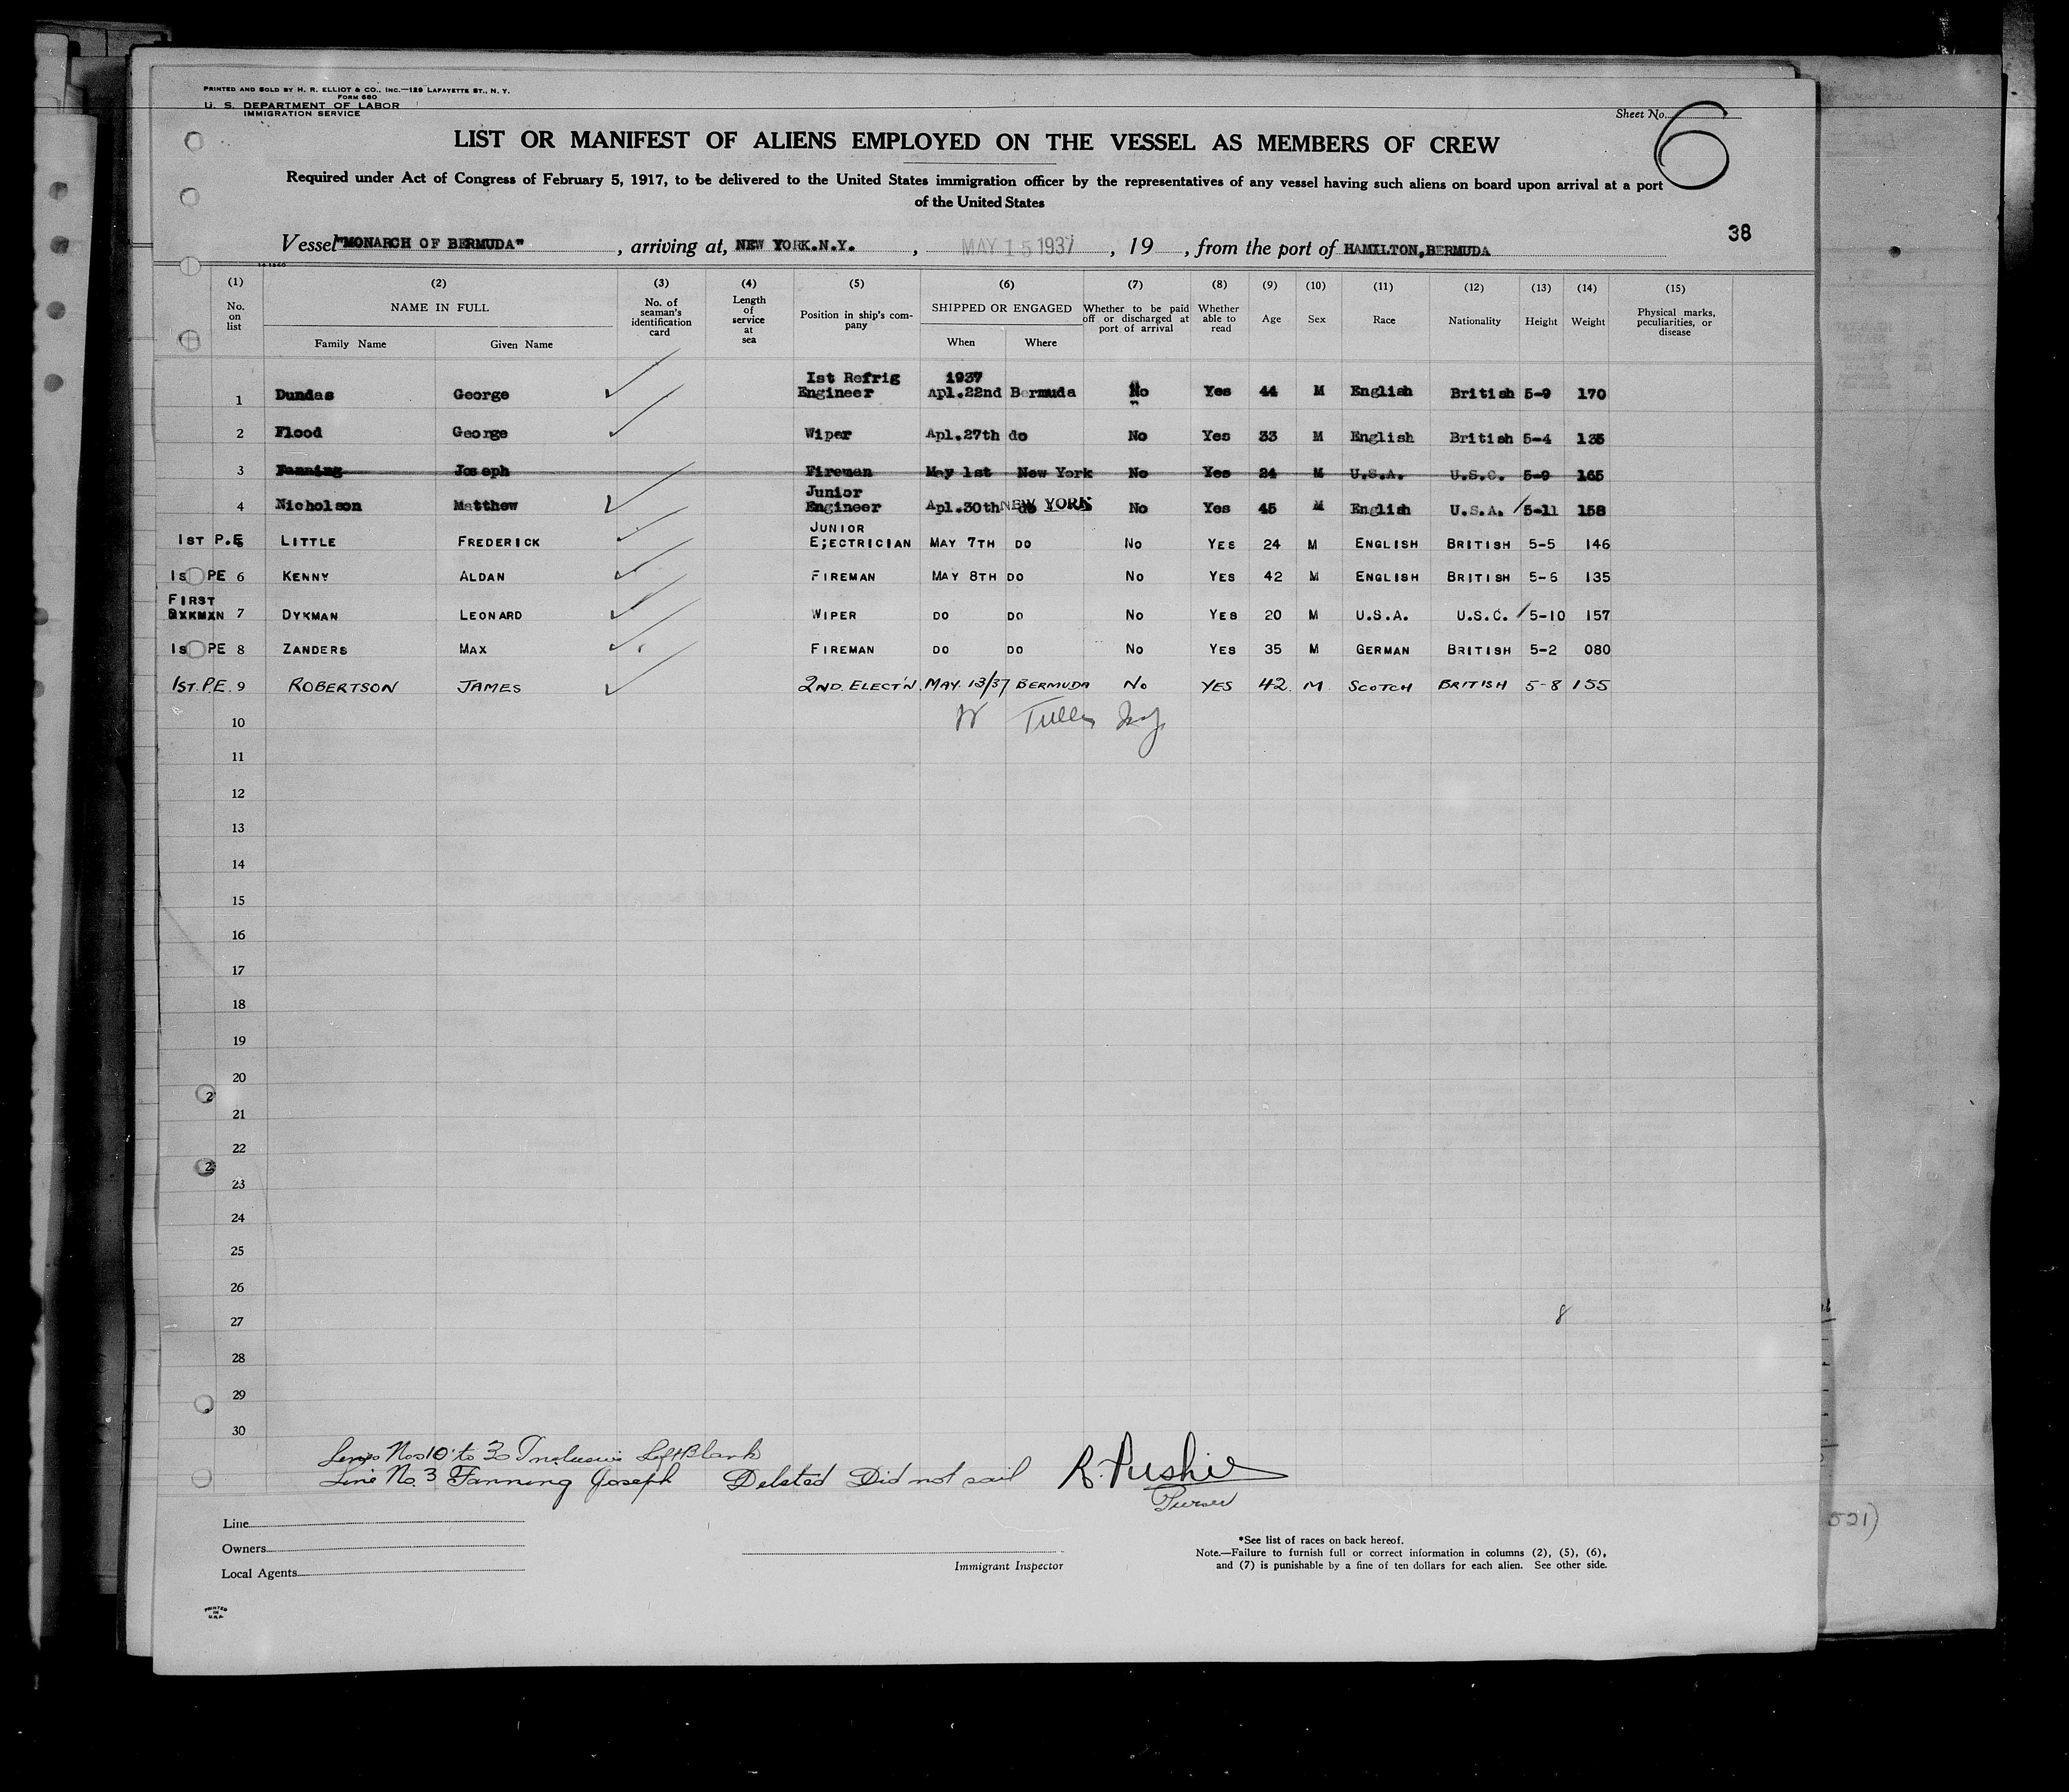 PRINTED AND SOLD BY H. R. ELLIOT & CO., INC.—129 LAFAYETTE ST., N. Y.
FORM 680
U. S. DEPARTMENT OF LABOR
IMMIGRATION SERVICE
Sheet No. 6
LIST OR MANIFEST OF ALIENS EMPLOYED ON THE VESSEL AS MEMBERS OF CREW
Required under Act of Congress of February 5, 1917, to be delivered to the United States immigration officer by the representatives of any vessel having such aliens on board upon arrival at a port
of the United States
38
Vessel "MONARCH OF BERMUDA", arriving at, NEW YORK.N.Y., MAY 15 1937, 19, from the port of HAMILTON,BERMUDA
(1) (2) (3) (4) (5) (6) (7) (8) (9) (10) (11) (12) (13) (14) (15)
No. on list
NAME IN FULL
Family Name Given Name
No. of seaman's identification card
Length of service at sea
Position in ship's company
SHIPPED OR ENGAGED
When Where
Whether to be paid off or discharged at port of arrival
Whether able to read
Age
Sex
Race
Nationality
Height
Weight
Physical marks, peculiarities, or disease
Ist Refrig 1937
1 Dundas George Engineer Apl.22nd Bermuda No Yes 44 M English British 5-9 170
2 Flood George Wiper Apl.27th do No Yes 33 M English British 5-4 135
3 Fanning Joseph Fireman May 1st New York No Yes 24 M U.S.A. U.S.C. 5-9 165
Junior
4 Nicholson Matthew Engineer Apl.30th do NEW YORK No Yes 45 M English U.S.A. 5-11 158
JUNIOR
1ST P.E 5 LITTLE FREDERICK E;ECTRICIAN MAY 7TH DO NO YES 24 M ENGLISH BRITISH 5-5 146
1S PE 6 KENNY ALDAN FIREMAN MAY 8TH DO NO YES 42 M ENGLISH BRITISH 5-6 135
FIRST
7 DYKMAN LEONARD WIPER DO DO NO YES 20 M U.S.A. U.S.C. 5-10 157
1S PE 8 ZANDERS MAX FIREMAN DO DO NO YES 35 M GERMAN BRITISH 5-2 080
1ST. P.E. 9 ROBERTSON JAMES 2ND. ELECT'N. MAY 13/37 BERMUDA No YES 42 M SCOTCH BRITISH 5-8 155
10
11
12
13
14
15
16
17
18
19
20
21
22
23
24
25
26
27
8
28
29
30
Lines Nos 10 to 30 Inclusive Left Blank
Line No. 3 Fanning Joseph Deleted Did not sail
Purser
Line
Owners
Local Agents
Immigrant Inspector
*See list of races on back hereof.
Note.—Failure to furnish full or correct information in columns (2), (5), (6),
and (7) is punishable by a fine of ten dollars for each alien. See other side.
PRINTED
IN
U.S.A.
521)